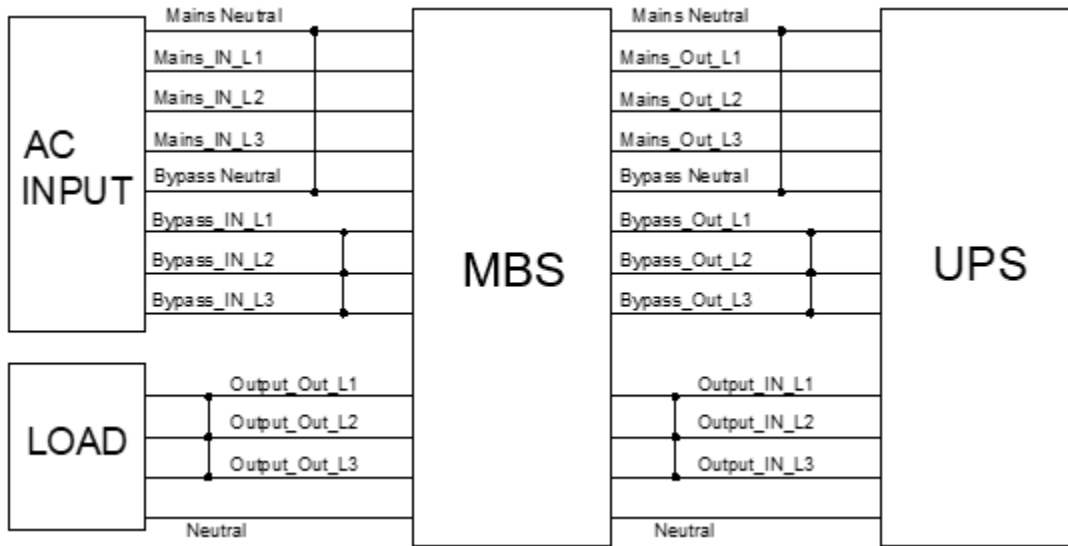 Mains Neutral
Mains Neutral
Mains_IN_L1
Mains_Out_L1
Mains_IN_L2
Mains_Out_L2
Mains_IN_L3
Mains_Out_L3
AC
INPUT
Bypass Neutral
Bypass Neutral
Bypass_IN_L1
Bypass_Out_L1
Bypass_IN_L2
Bypass_Out_L2
Bypass_IN_L3
Bypass_Out_L3
MBS
UPS
LOAD
Output_Out_L1
Output_IN_L1
Output_Out_L2
Output_IN_L2
Output_Out_L3
Output_IN_L3
Neutral
Neutral